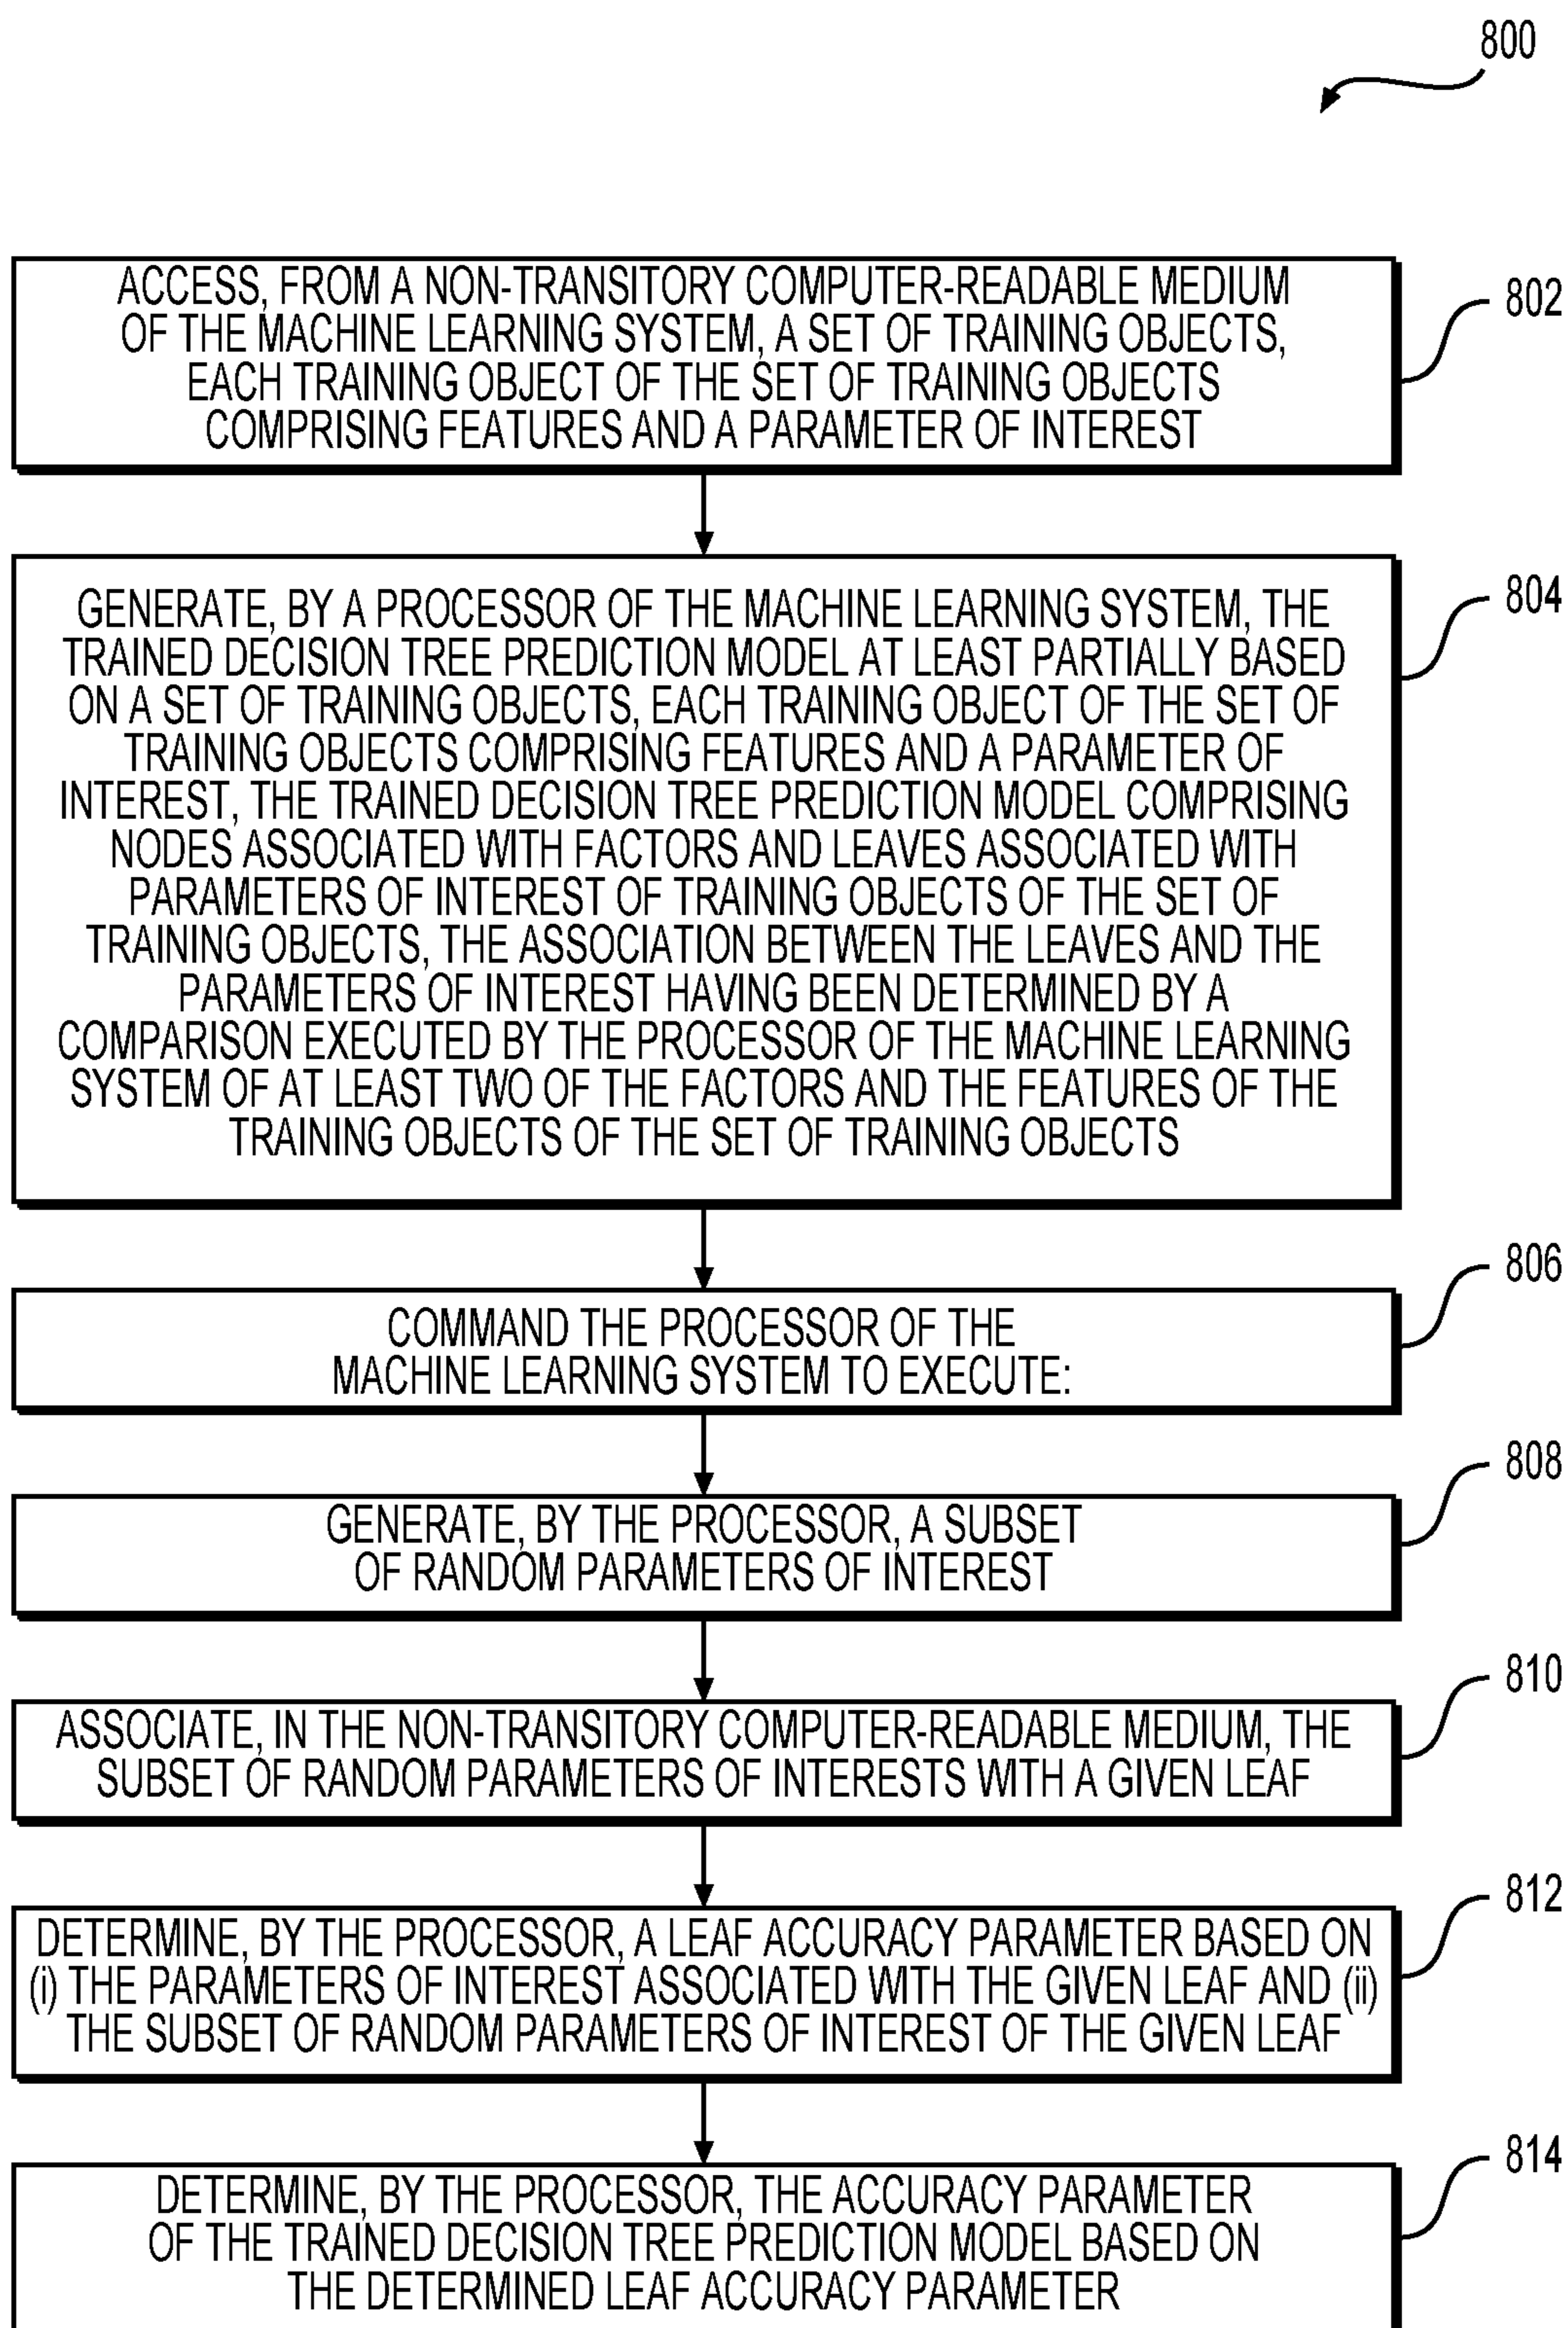 800
ACCESS, FROM A NON-TRANSITORY COMPUTER-READABLE MEDIUM
OF THE MACHINE LEARNING SYSTEM, A SET OF TRAINING OBJECTS,
EACH TRAINING OBJECT OF THE SET OF TRAINING OBJECTS
COMPRISING FEATURES AND A PARAMETER OF INTEREST
802
GENERATE, BY A PROCESSOR OF THE MACHINE LEARNING SYSTEM, THE
TRAINED DECISION TREE PREDICTION MODEL AT LEAST PARTIALLY BASED
ON A SET OF TRAINING OBJECTS, EACH TRAINING OBJECT OF THE SET OF
TRAINING OBJECTS COMPRISING FEATURES AND A PARAMETER OF
INTEREST, THE TRAINED DECISION TREE PREDICTION MODEL COMPRISING
NODES ASSOCIATED WITH FACTORS AND LEAVES ASSOCIATED WITH
PARAMETERS OF INTEREST OF TRAINING OBJECTS OF THE SET OF
TRAINING OBJECTS, THE ASSOCIATION BETWEEN THE LEAVES AND THE
PARAMETERS OF INTEREST HAVING BEEN DETERMINED BY A
COMPARISON EXECUTED BY THE PROCESSOR OF THE MACHINE LEARNING
SYSTEM OF AT LEAST TWO OF THE FACTORS AND THE FEATURES OF THE
TRAINING OBJECTS OF THE SET OF TRAINING OBJECTS
804
COMMAND THE PROCESSOR OF THE
MACHINE LEARNING SYSTEM TO EXECUTE:
806
GENERATE, BY THE PROCESSOR, A SUBSET
OF RANDOM PARAMETERS OF INTEREST
808
ASSOCIATE, IN THE NON-TRANSITORY COMPUTER-READABLE MEDIUM, THE
SUBSET OF RANDOM PARAMETERS OF INTERESTS WITH A GIVEN LEAF
810
DETERMINE, BY THE PROCESSOR, A LEAF ACCURACY PARAMETER BASED ON
(i) THE PARAMETERS OF INTEREST ASSOCIATED WITH THE GIVEN LEAF AND (ii)
THE SUBSET OF RANDOM PARAMETERS OF INTEREST OF THE GIVEN LEAF
812
DETERMINE, BY THE PROCESSOR, THE ACCURACY PARAMETER
OF THE TRAINED DECISION TREE PREDICTION MODEL BASED ON
THE DETERMINED LEAF ACCURACY PARAMETER
814